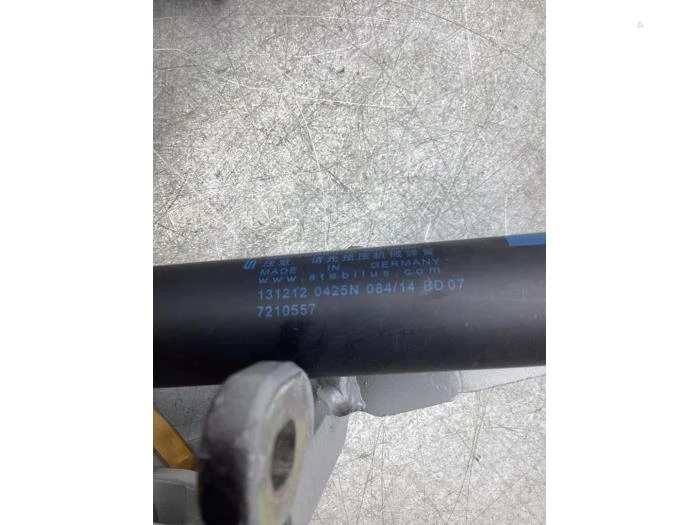 注意 请先预压机械弹簧
MADE IN GERMANY
www.stabilus.com
131212 0425N 084/14 BD 07
7210557